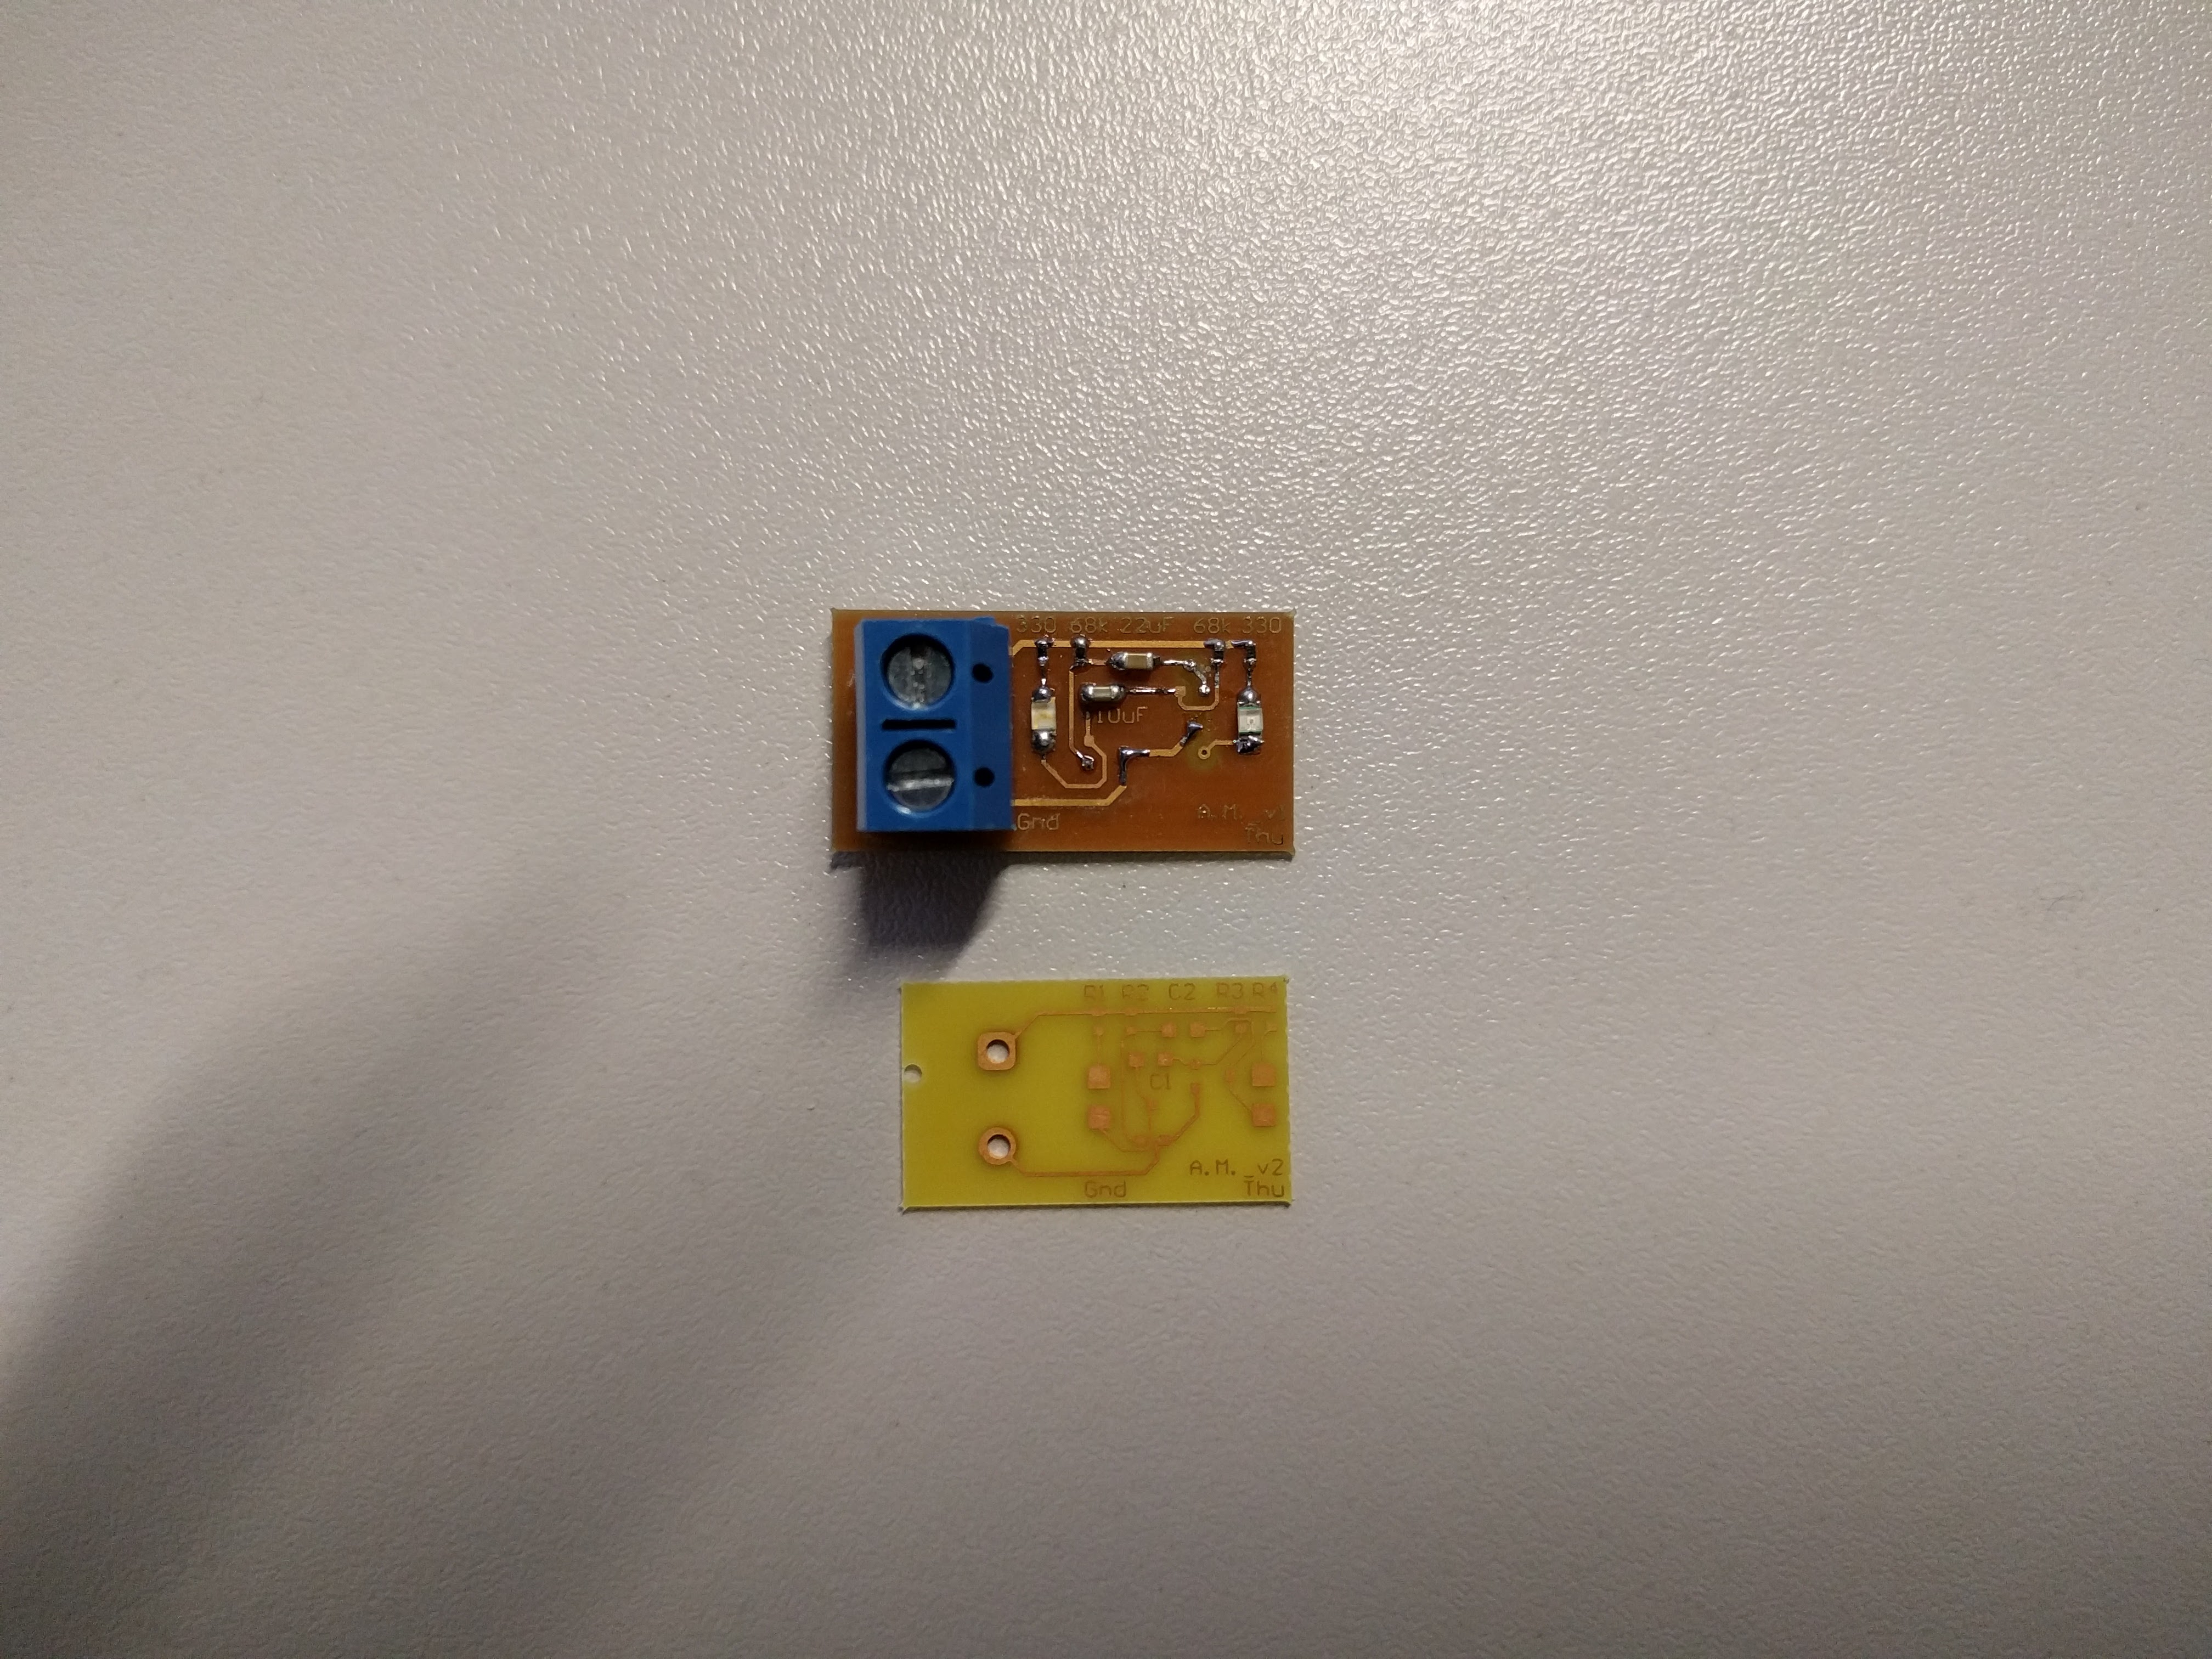 330 68k 22uF 68k 330
10uF
A.M._v1
Gnd
Thu
R1 R2 C2 R3 R4
C1
A.M._v2
Gnd
Thu